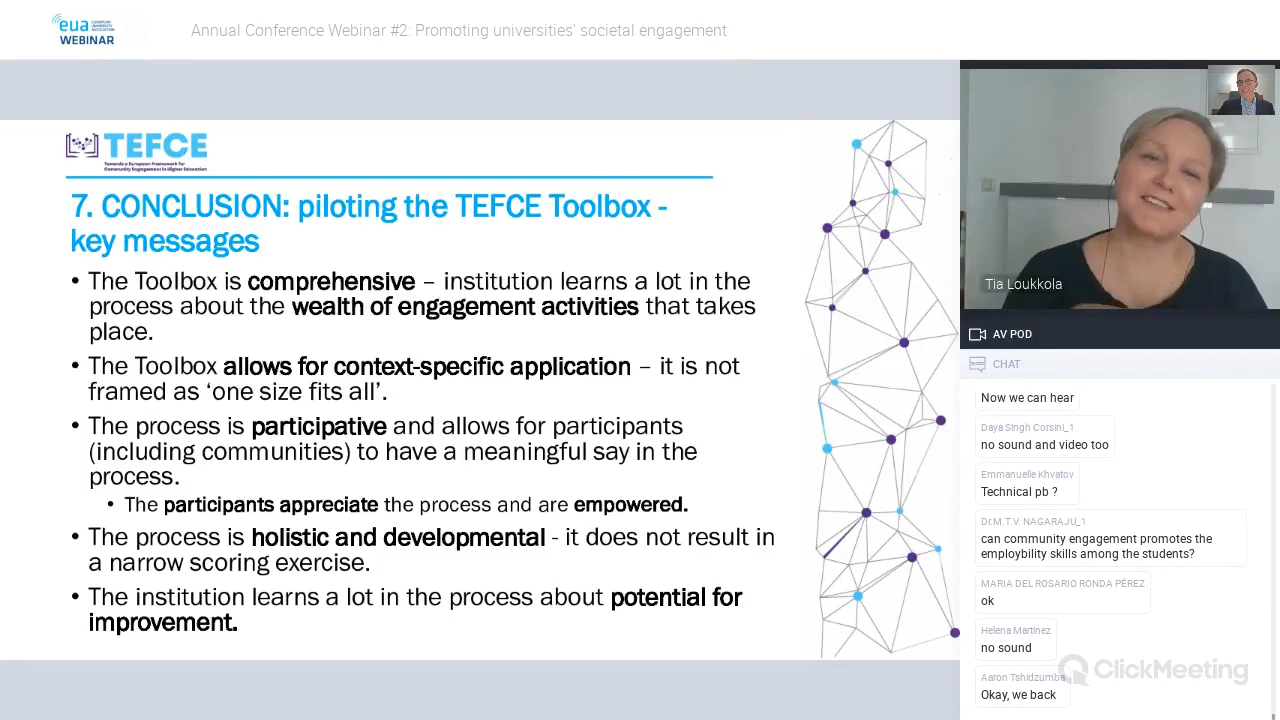 eua EUROPEAN UNIVERSITY ASSOCIATION
WEBINAR
Annual Conference Webinar #2: Promoting universities' societal engagement
TEFCE
Towards a European Framework for
Community Engagement in Higher Education
7. CONCLUSION: piloting the TEFCE Toolbox -
key messages
• The Toolbox is comprehensive – institution learns a lot in the
process about the wealth of engagement activities that takes
place.
• The Toolbox allows for context-specific application – it is not
framed as ‘one size fits all’.
• The process is participative and allows for participants
(including communities) to have a meaningful say in the
process.
• The participants appreciate the process and are empowered.
• The process is holistic and developmental - it does not result in
a narrow scoring exercise.
• The institution learns a lot in the process about potential for
improvement.
Tia Loukkola
AV POD
CHAT
Now we can hear
Daya Singh Corsini_1
no sound and video too
Emmanuelle Khvatov
Technical pb ?
Dr.M.T.V. NAGARAJU_1
can community engagement promotes the
employbility skills among the students?
MARIA DEL ROSARIO RONDA PÉREZ
ok
Helena Martínez
no sound
Aaron Tshidzumba
Okay, we back
ClickMeeting